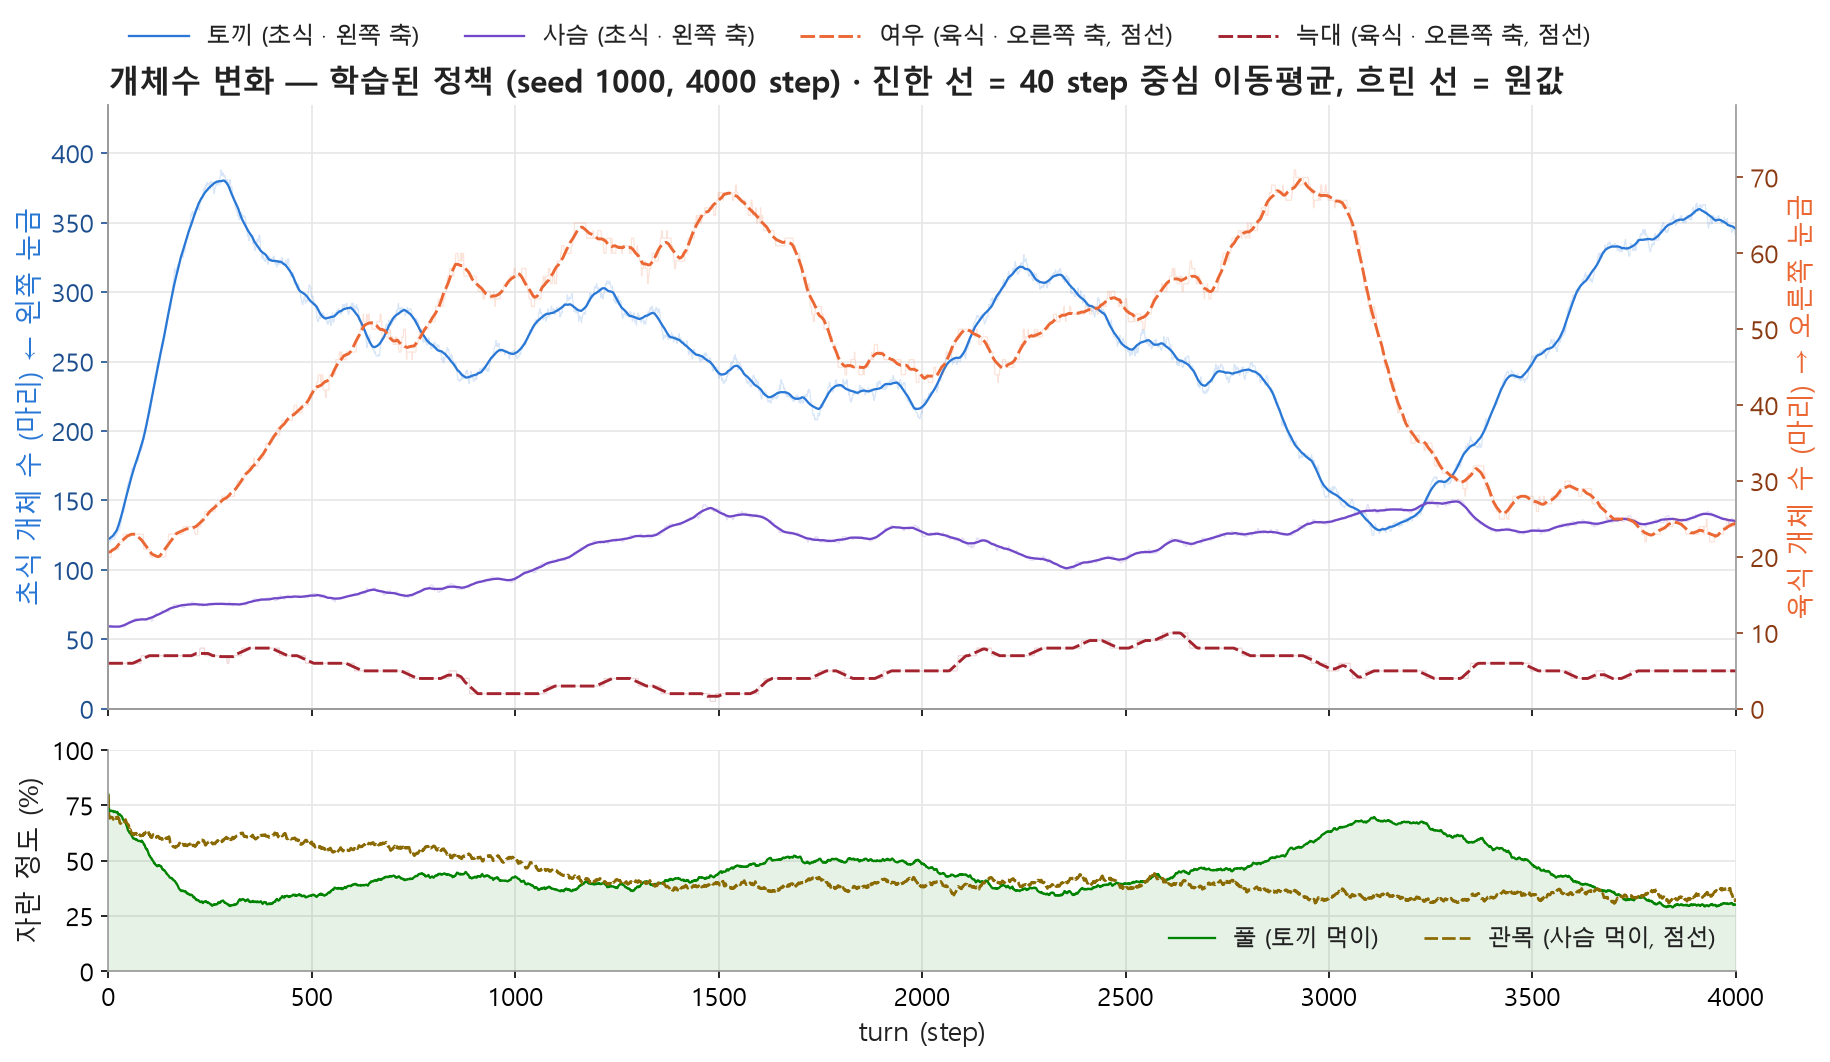 토끼 (초식 · 왼쪽 축) 사슴 (초식 · 왼쪽 축) 여우 (육식 · 오른쪽 축, 점선) 늑대 (육식 · 오른쪽 축, 점선)
개체수 변화 — 학습된 정책 (seed 1000, 4000 step) · 진한 선 = 40 step 중심 이동평균, 흐린 선 = 원값
초식 개체 수 (마리) ← 왼쪽 눈금
400
350
300
250
200
150
100
50
0
70
60
50
40
30
20
10
0
육식 개체 수 (마리) → 오른쪽 눈금
자란 정도 (%)
100
75
50
25
0
풀 (토끼 먹이) 관목 (사슴 먹이, 점선)
0 500 1000 1500 2000 2500 3000 3500 4000
turn (step)